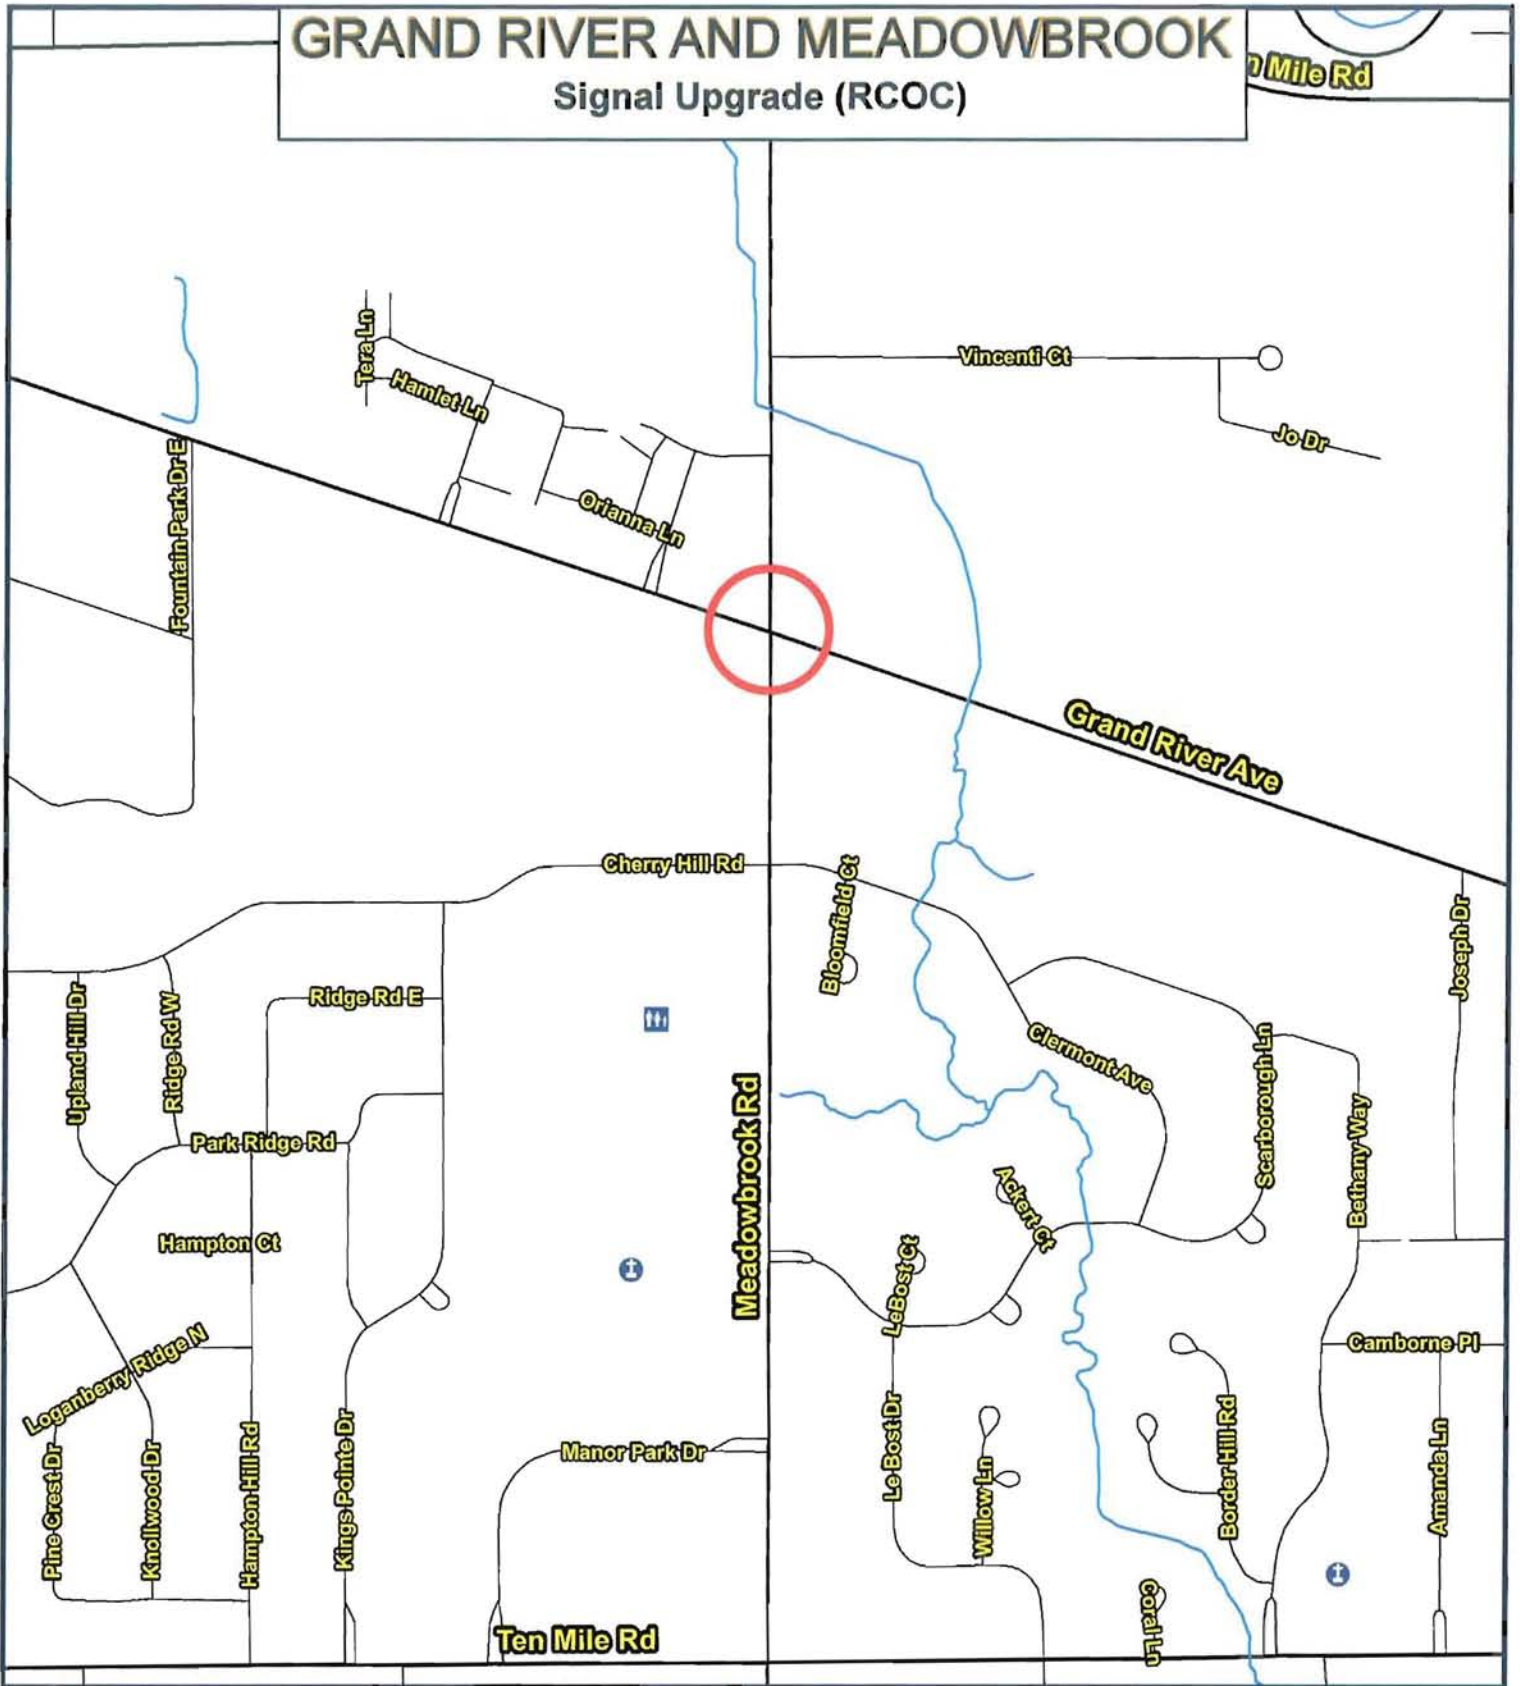 GRAND RIVER AND MEADOWBROOK
Signal Upgrade (RCOC)
n Mile Rd
Tera Ln
Hamlet Ln
Vincenti Ct
Jo Dr
Fountain Park Dr E
Orianna Ln
Grand River Ave
Cherry Hill Rd
Bloomfield Ct
Joseph Dr
Upland Hill Dr
Ridge Rd W
Ridge Rd E
Clermont Ave
Scarborough Ln
Bethany Way
Park Ridge Rd
Meadowbrook Rd
Ackert Ct
Hampton Ct
LeBost Ct
Loganberry Ridge N
Camborne Pl
Pine Crest Dr
Knollwood Dr
Hampton Hill Rd
Kings Pointe Dr
Manor Park Dr
Le Bost Dr
Willow Ln
Border Hill Rd
Amanda Ln
Coral Ln
Ten Mile Rd